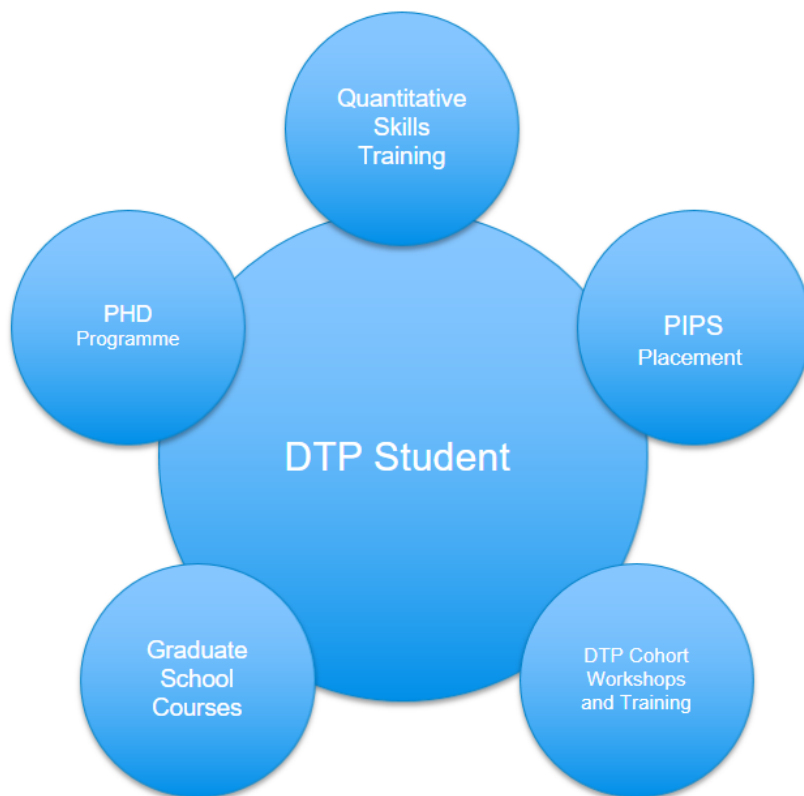 Quantitative
Skills
Training
PHD
Programme
PIPS
Placement
DTP Student
Graduate
School
Courses
DTP Cohort
Workshops
and Training